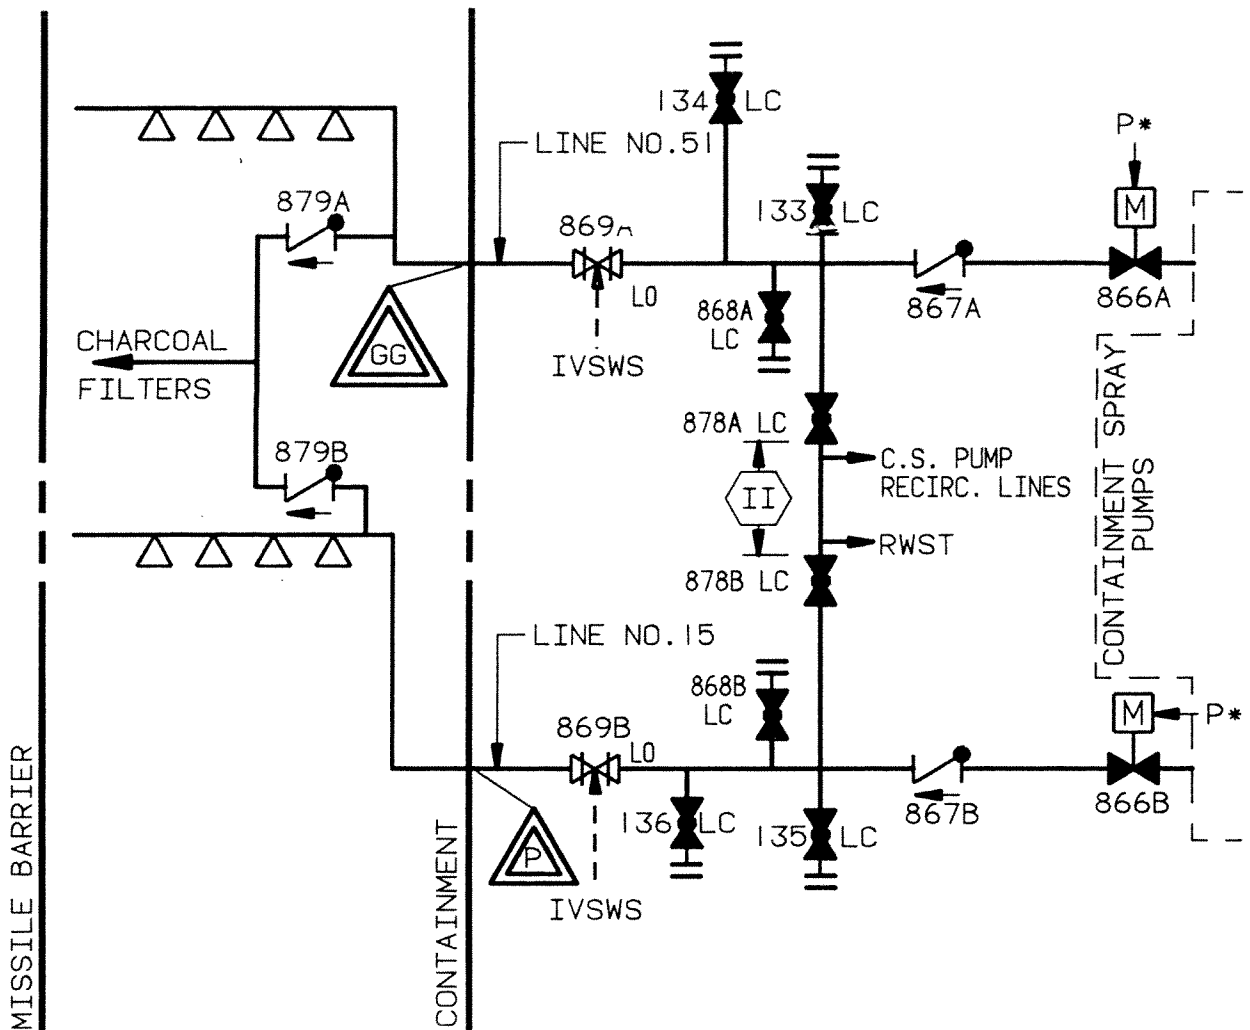 134 LC
P*
LINE NO.51
879A
869A
133 LC
M
LO
868A
LC
867A
866A
GG
IVSWS
CHARCOAL
FILTERS
878A LC
C.S. PUMP
RECIRC. LINES
II
879B
RWST
878B LC
CONTAINMENT SPRAY
PUMPS
LINE NO.15
868B
LC
M
P*
869B
LO
136 LC
135 LC
867B
866B
P
IVSWS
MISSILE BARRIER
CONTAINMENT